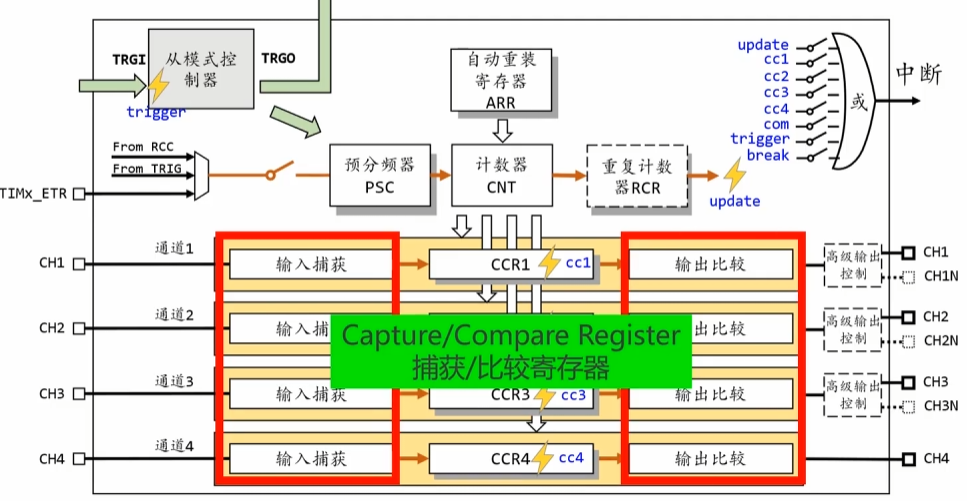 TRGI
从模式控
制器
TRGO
trigger
自动重装
寄存器
ARR
update
cc1
cc2
cc3
cc4
com
trigger
break
或
中断
From RCC
From TRIG
TIMx_ETR
预分频器
PSC
计数器
CNT
重复计数
器RCR
update
CH1
通道1
输入捕获
CCR1
cc1
输出比较
高级输出
控制
CH1
CH1N
CH2
通道2
输入捕
出比较
高级输出
控制
CH2
CH2N
Capture/Compare Register
捕获/比较寄存器
CH3
通道3
输入捕获
CCR3
cc3
输出比较
高级输出
控制
CH3
CH3N
CH4
通道4
输入捕获
CCR4
cc4
输出比较
CH4